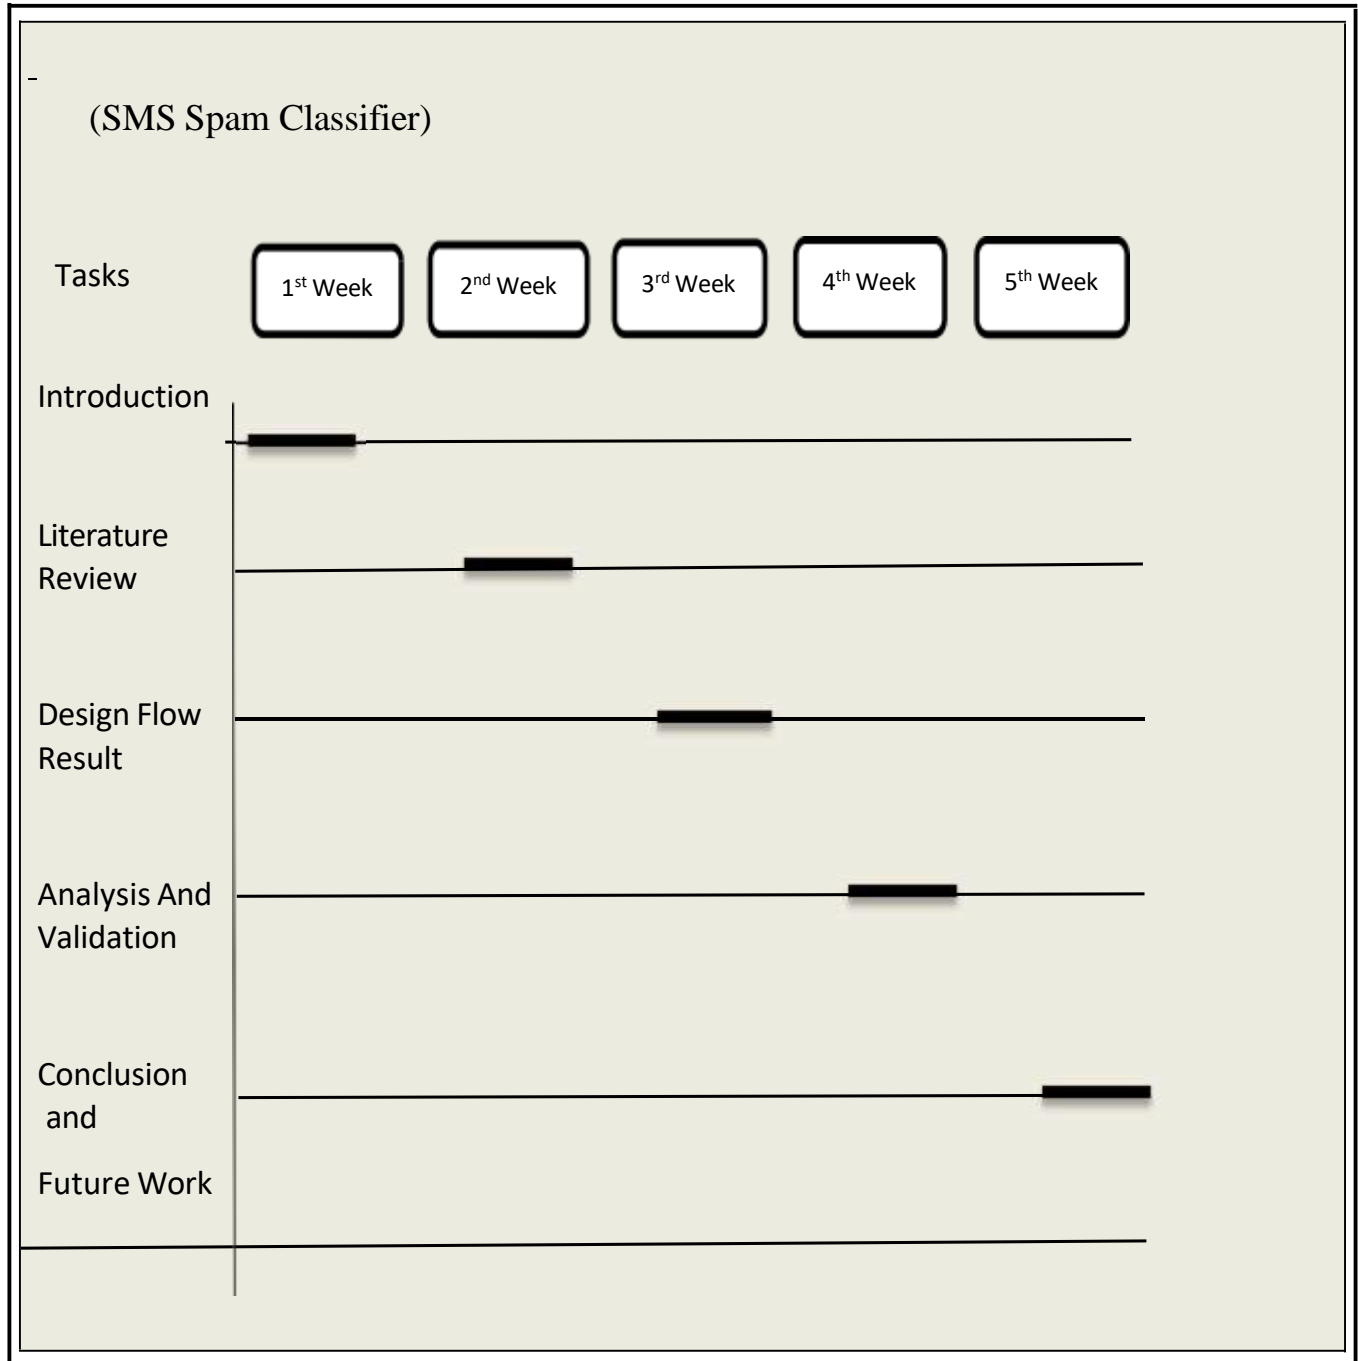 -
(SMS Spam Classifier)
Tasks
1st Week
2nd Week
3rd Week
4th Week
5th Week
Introduction
Literature
Review
Design Flow
Result
Analysis And
Validation
Conclusion
and
Future Work